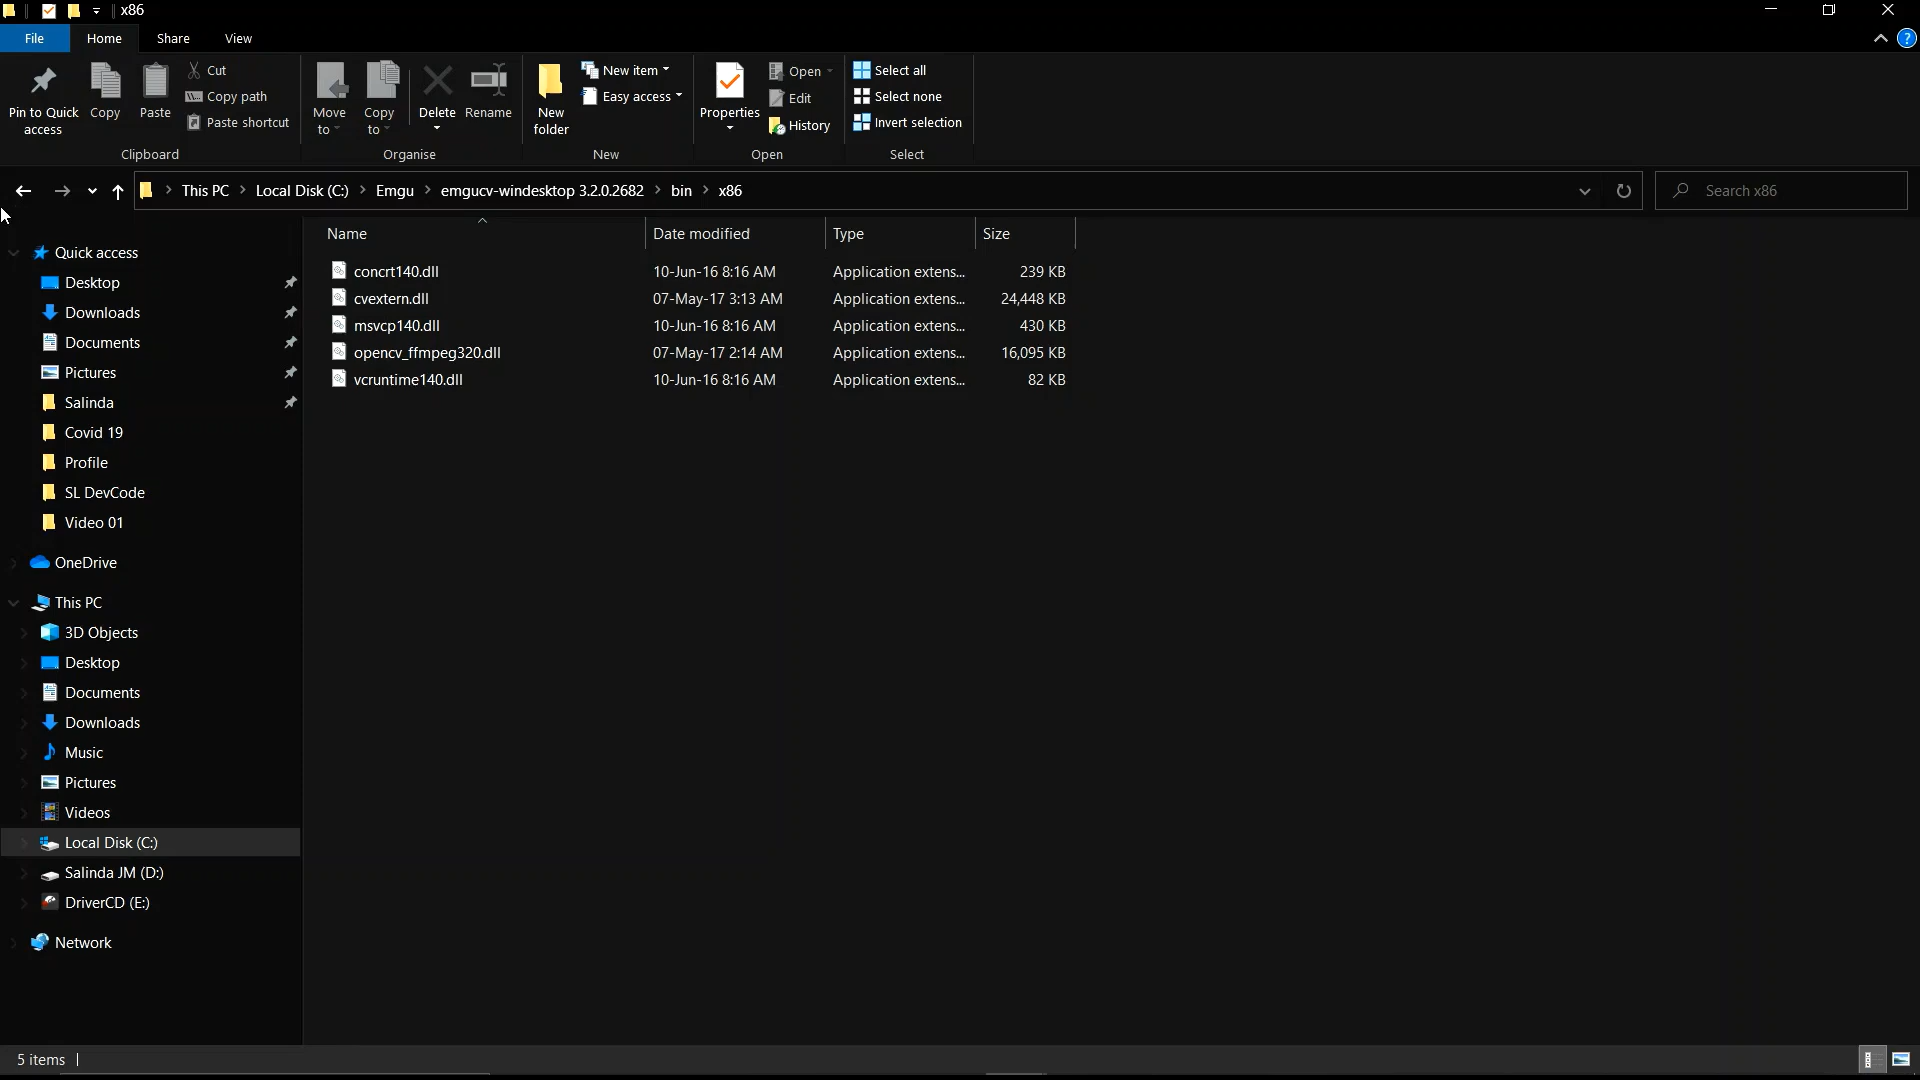 x86
File Home Share View
Pin to Quick access
Copy
Paste
Cut
Copy path
Paste shortcut
Clipboard
Move to
Copy to
Delete
Rename
Organise
New folder
New item
Easy access
New
Properties
Open
Edit
History
Open
Select all
Select none
Invert selection
Select
This PC > Local Disk (C:) > Emgu > emgucv-windesktop 3.2.0.2682 > bin > x86
Search x86
Quick access
Desktop
Downloads
Documents
Pictures
Salinda
Covid 19
Profile
SL DevCode
Video 01
OneDrive
This PC
3D Objects
Desktop
Documents
Downloads
Music
Pictures
Videos
Local Disk (C:)
Salinda JM (D:)
DriverCD (E:)
Network
Name Date modified Type Size
concrt140.dll 10-Jun-16 8:16 AM Application extens... 239 KB
cvextern.dll 07-May-17 3:13 AM Application extens... 24,448 KB
msvcp140.dll 10-Jun-16 8:16 AM Application extens... 430 KB
opencv_ffmpeg320.dll 07-May-17 2:14 AM Application extens... 16,095 KB
vcruntime140.dll 10-Jun-16 8:16 AM Application extens... 82 KB
5 items